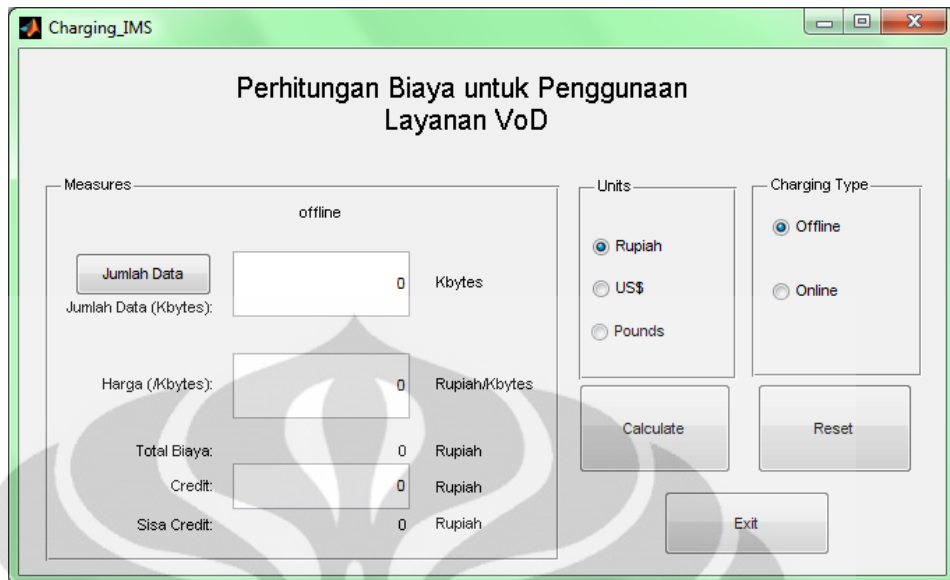 Charging_IMS
Perhitungan Biaya untuk Penggunaan
Layanan VoD
Measures
offline
Jumlah Data
0 Kbytes
Jumlah Data (Kbytes):
Harga (/Kbytes): 0 Rupiah/Kbytes
Total Biaya: 0 Rupiah
Credit: 0 Rupiah
Sisa Credit: 0 Rupiah
Units
Rupiah
US$
Pounds
Charging Type
Offline
Online
Calculate
Reset
Exit